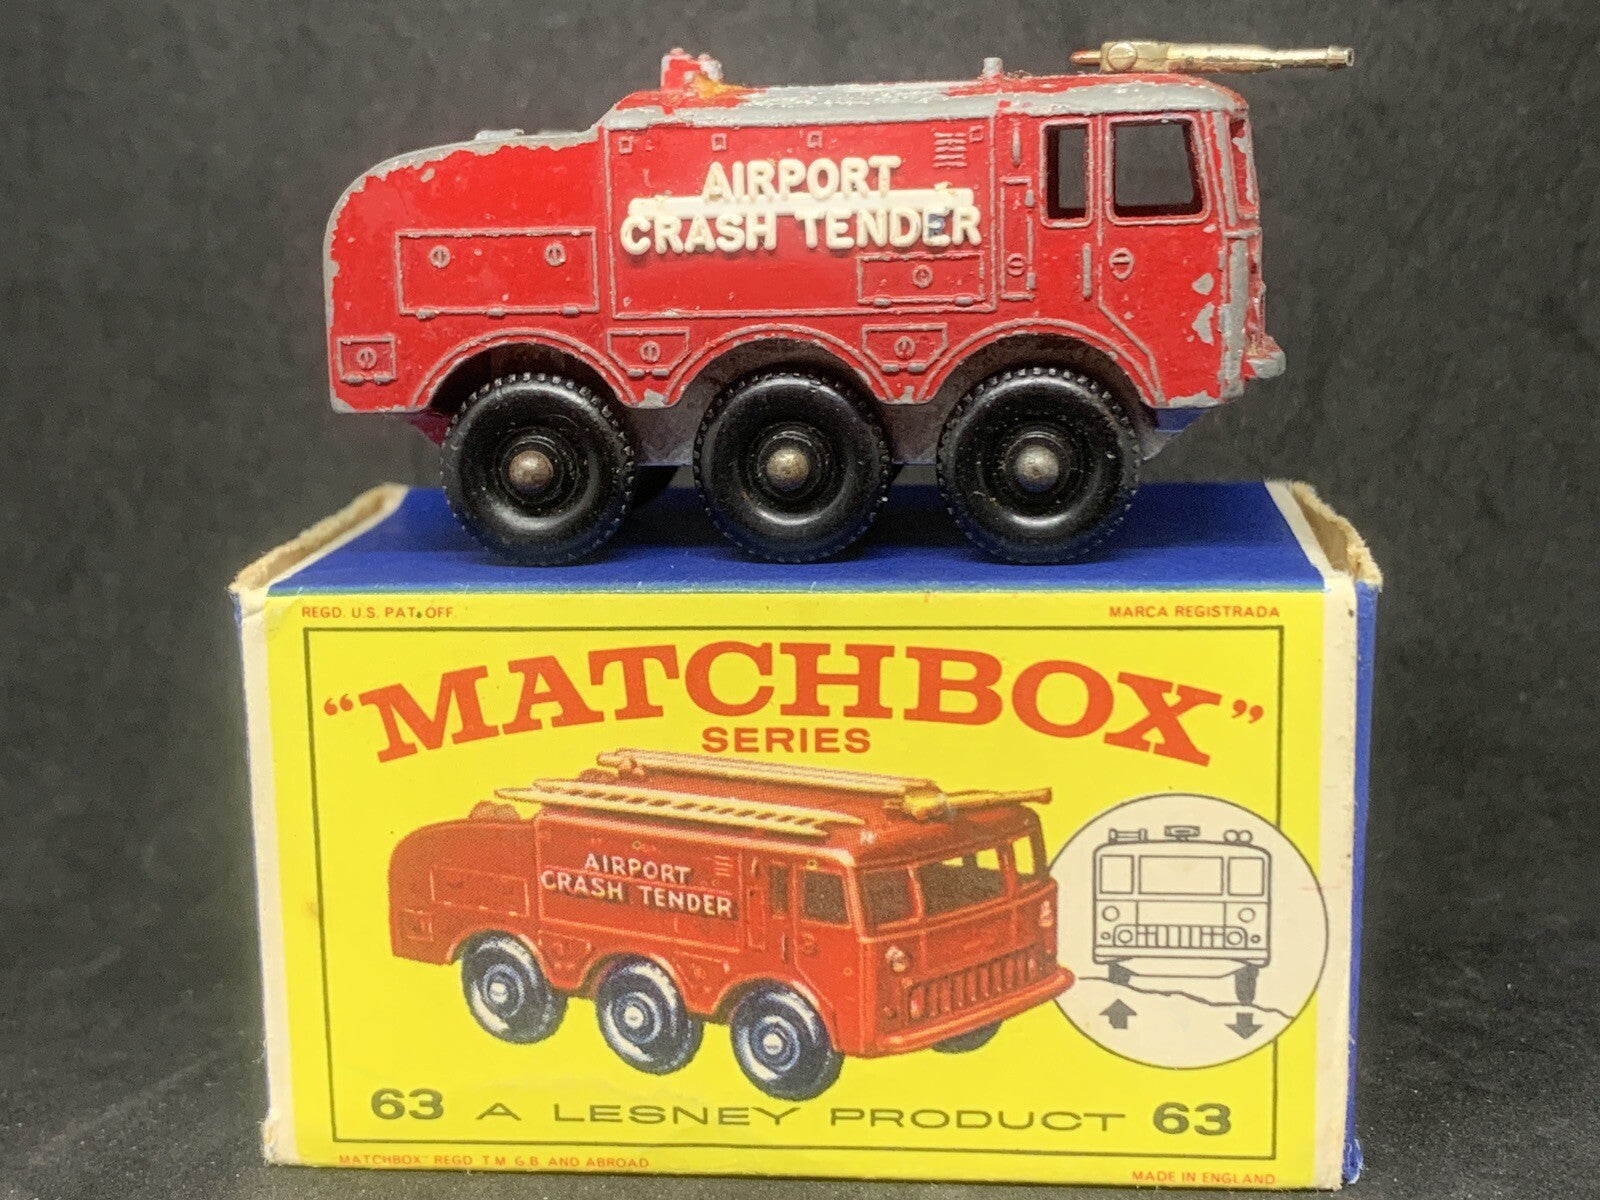 AIRPORT
CRASH TENDER
REGD. U.S. PAT. OFF.
MARCA REGISTRADA
"MATCHBOX"
SERIES
AIRPORT
CRASH TENDER
63 A LESNEY PRODUCT 63
MATCHBOX" REGD T.M. G.B. AND ABROAD
MADE IN ENGLAND